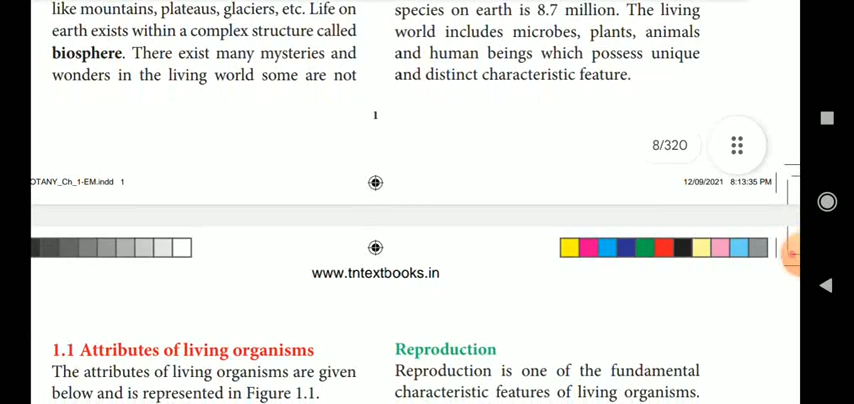 like mountains, plateaus, glaciers, etc. Life on
earth exists within a complex structure called
biosphere. There exist many mysteries and
wonders in the living world some are not
species on earth is 8.7 million. The living
world includes microbes, plants, animals
and human beings which possess unique
and distinct characteristic feature.
1
8/320
OTANY_Ch_1-EM.indd 1
12/09/2021 8:13:35 PM
www.tntextbooks.in
1.1 Attributes of living organisms
The attributes of living organisms are given
below and is represented in Figure 1.1.
Reproduction
Reproduction is one of the fundamental
characteristic features of living organisms.